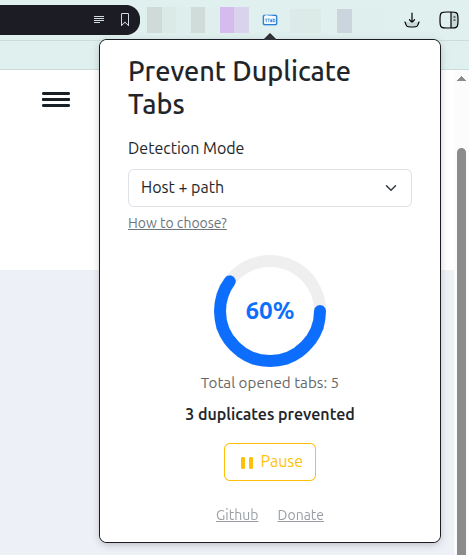 1Tab
Prevent Duplicate
Tabs
Detection Mode
Host + path
How to choose?
60%
Total opened tabs: 5
3 duplicates prevented
Pause
Github Donate